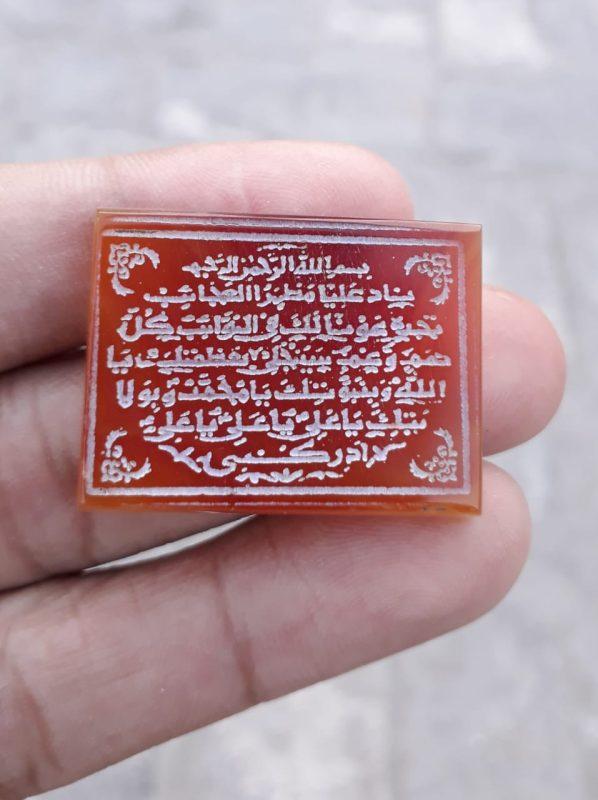 بسم الله الرحمن الرحيم
ناد عليا مظهر العجائب
تجده عونا لك في النوائب كل
هم وغم سينجلي بعظمتك يا
الله وبنبوتك يا محمد وبولا
يتك يا علي يا علي يا علي
ادركني